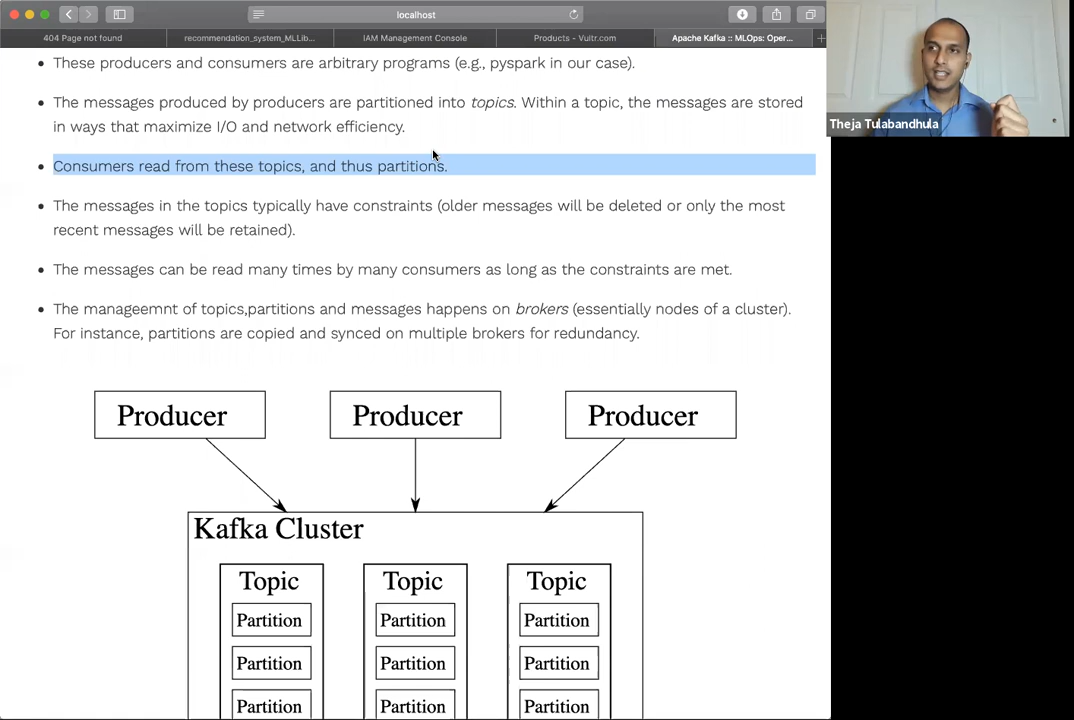 localhost
404 Page not found
recommendation_system_MLLib...
IAM Management Console
Products - Vultr.com
Apache Kafka :: MLOps: Oper...
These producers and consumers are arbitrary programs (e.g., pyspark in our case).
The messages produced by producers are partitioned into topics. Within a topic, the messages are stored
in ways that maximize I/O and network efficiency.
Consumers read from these topics, and thus partitions.
The messages in the topics typically have constraints (older messages will be deleted or only the most
recent messages will be retained).
The messages can be read many times by many consumers as long as the constraints are met.
The manageemnt of topics,partitions and messages happens on brokers (essentially nodes of a cluster).
For instance, partitions are copied and synced on multiple brokers for redundancy.
Producer
Producer
Producer
Kafka Cluster
Topic
Topic
Topic
Partition
Partition
Partition
Partition
Partition
Partition
Partition
Partition
Partition
Theja Tulabandhula